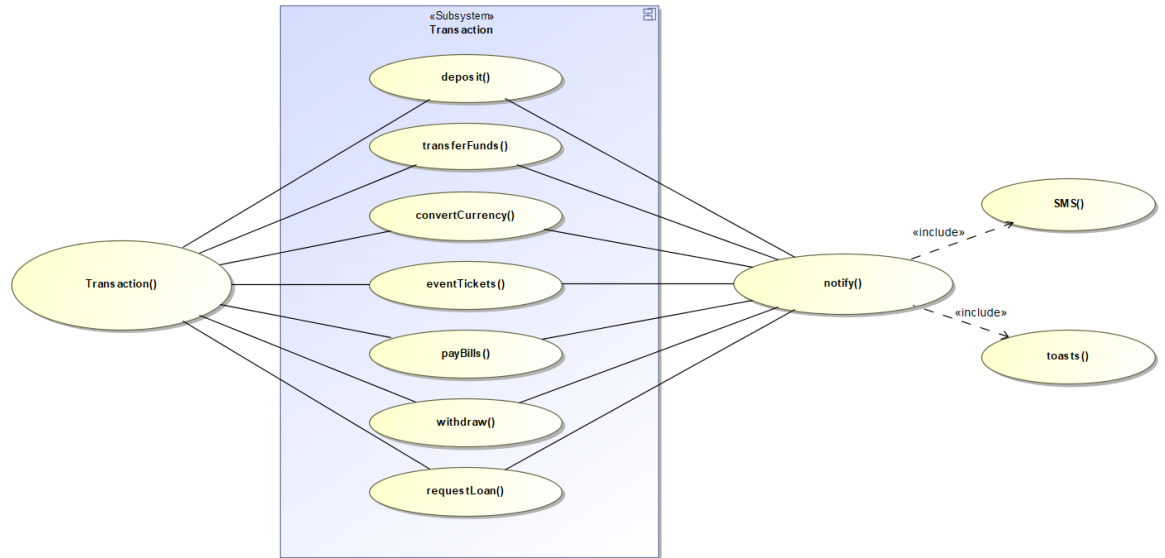 «Subsystem»
Transaction
deposit()
transferFunds()
convertCurrency()
eventTickets()
payBills()
withdraw()
requestLoan()
Transaction()
notify()
«include»
«include»
SMS()
toasts()